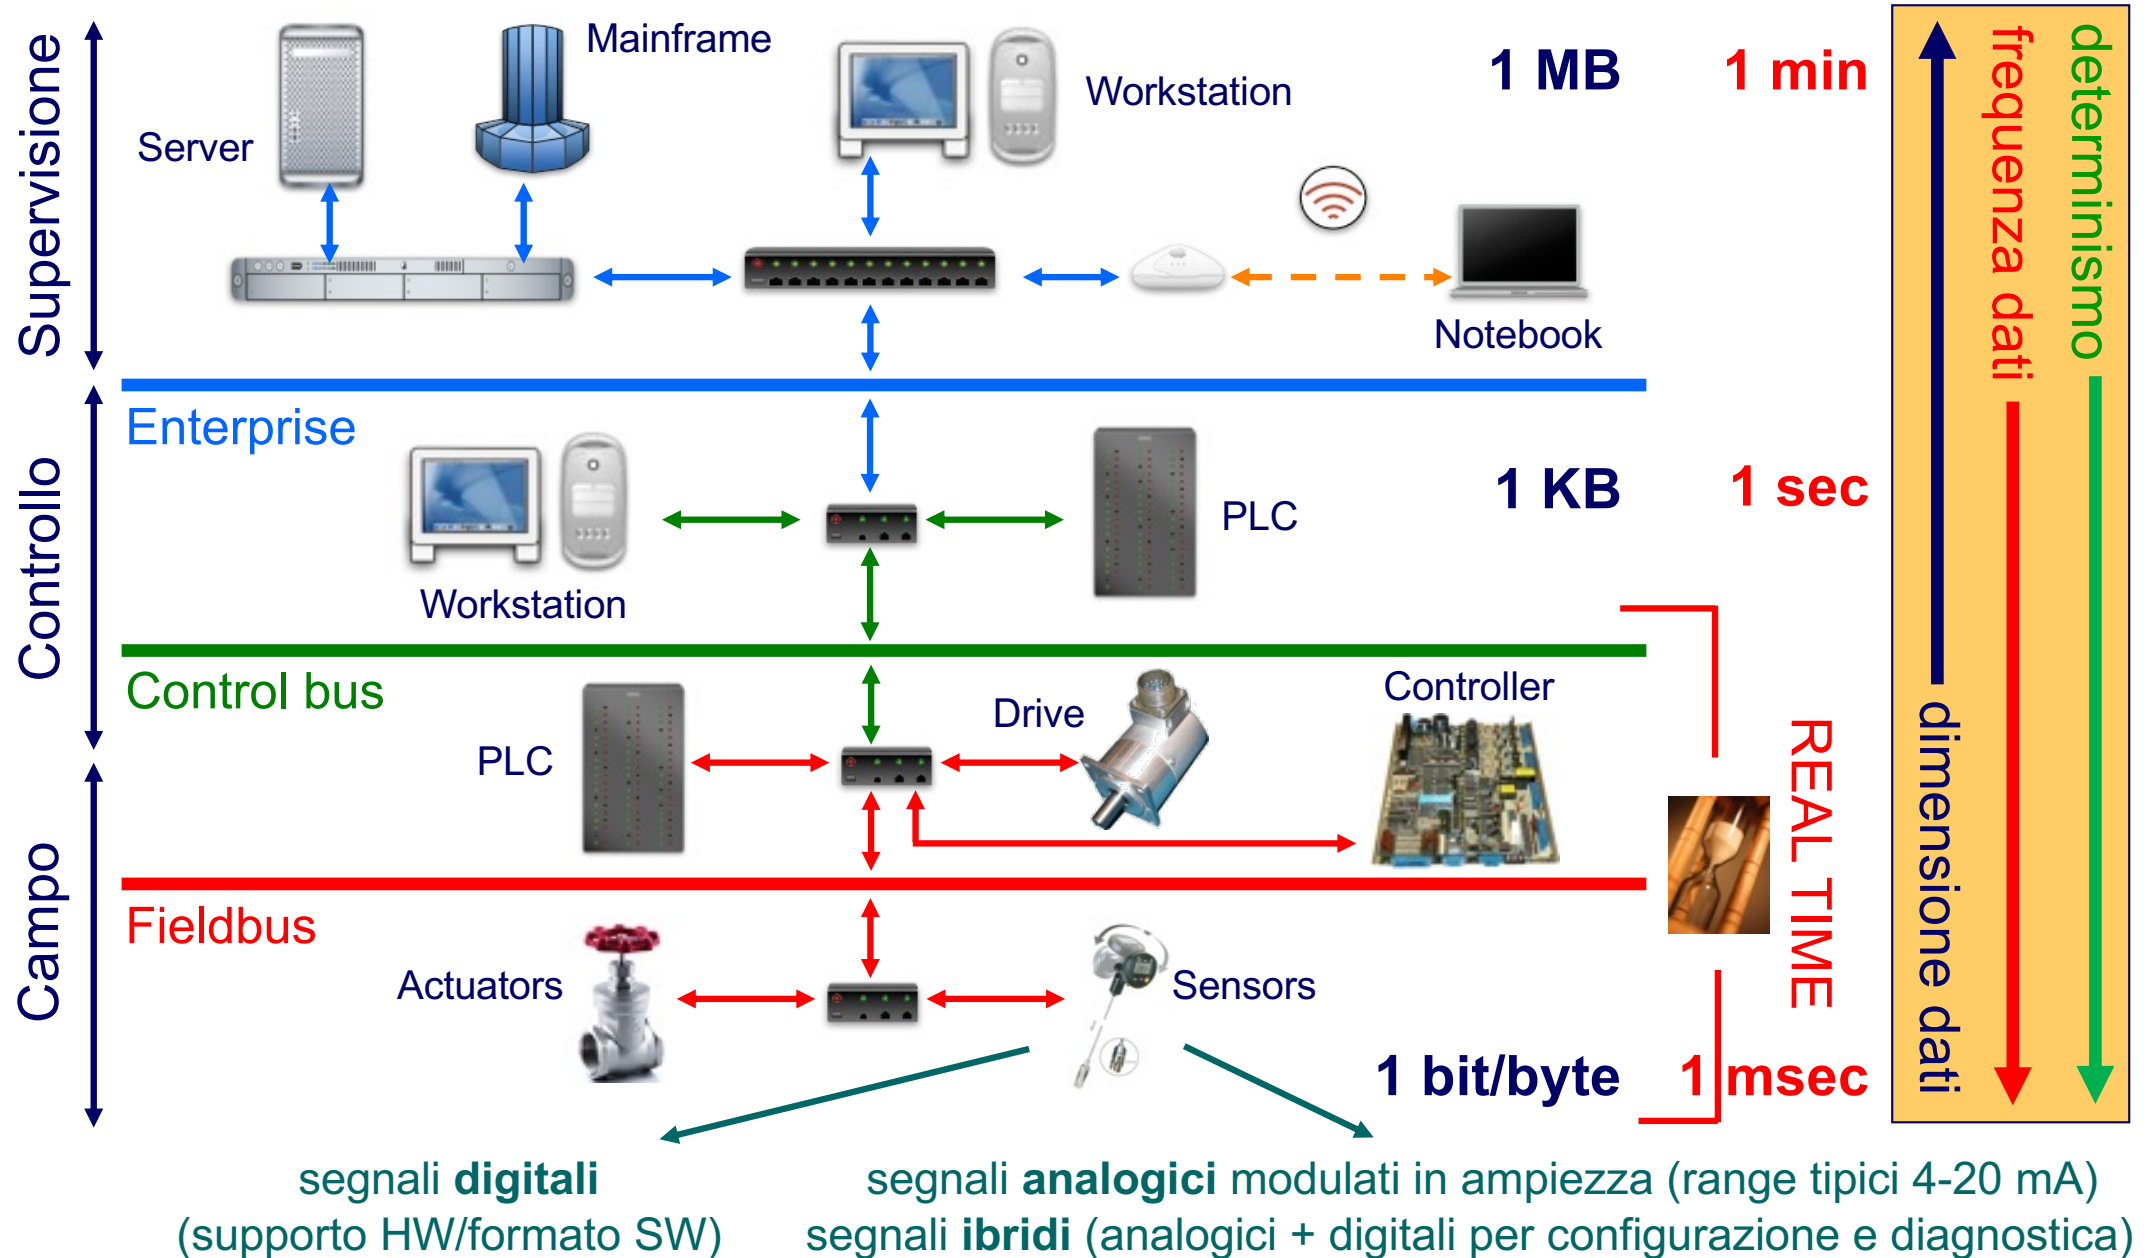 Supervisione
Server
Mainframe
Workstation
1 MB
1 min
Notebook
Enterprise
Controllo
Workstation
PLC
1 KB
1 sec
Control bus
PLC
Drive
Controller
Campo
Fieldbus
Actuators
Sensors
1 bit/byte
1 msec
REAL TIME
dimensione dati
frequenza dati
determinismo
segnali digitali
(supporto HW/formato SW)
segnali analogici modulati in ampiezza (range tipici 4-20 mA)
segnali ibridi (analogici + digitali per configurazione e diagnostica)